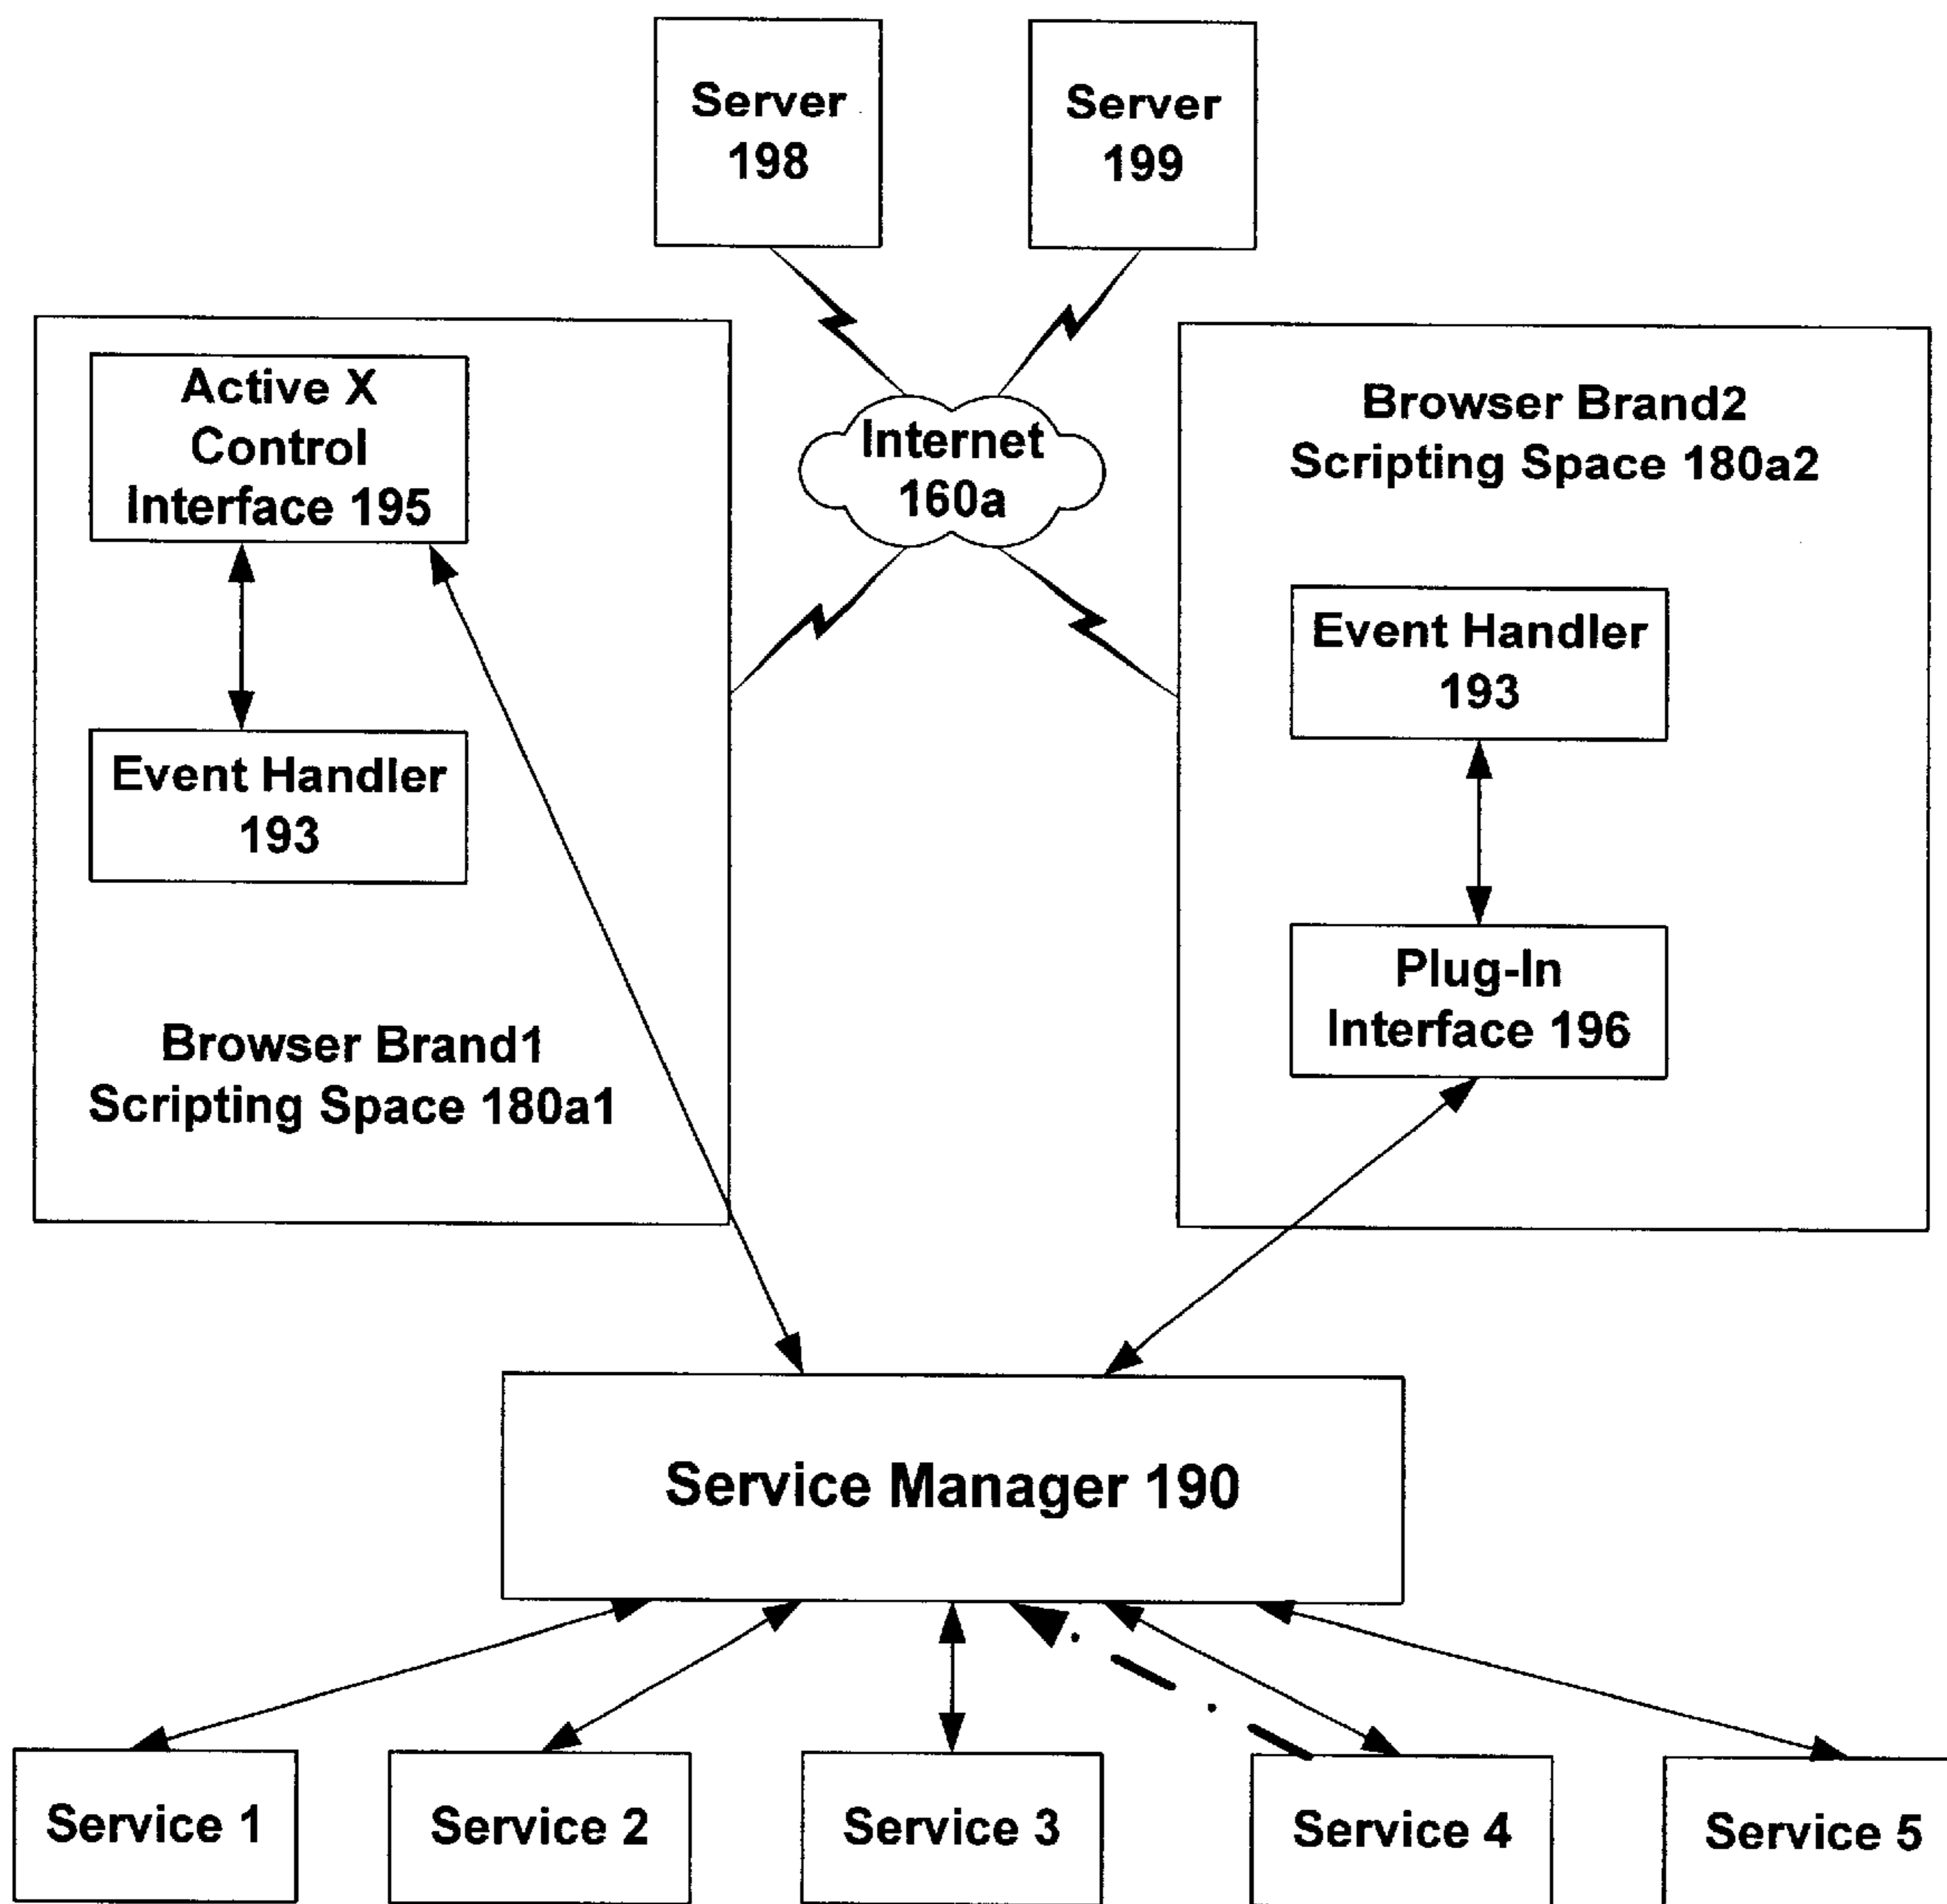 Server
198
Server
199
Active X
Control
Interface 195
Internet
160a
Browser Brand2
Scripting Space 180a2
Event Handler
193
Event Handler
193
Plug-In
Interface 196
Browser Brand1
Scripting Space 180a1
Service Manager 190
Service 1
Service 2
Service 3
Service 4
Service 5